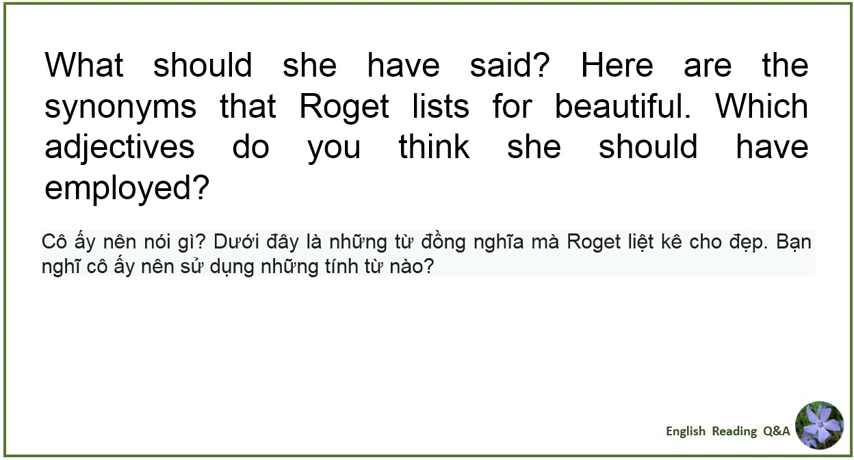 What should she have said? Here are the
synonyms that Roget lists for beautiful. Which
adjectives do you think she should have
employed?
Cô ấy nên nói gì? Dưới đây là những từ đồng nghĩa mà Roget liệt kê cho đẹp. Bạn
nghĩ cô ấy nên sử dụng những tính từ nào?
English Reading Q&A